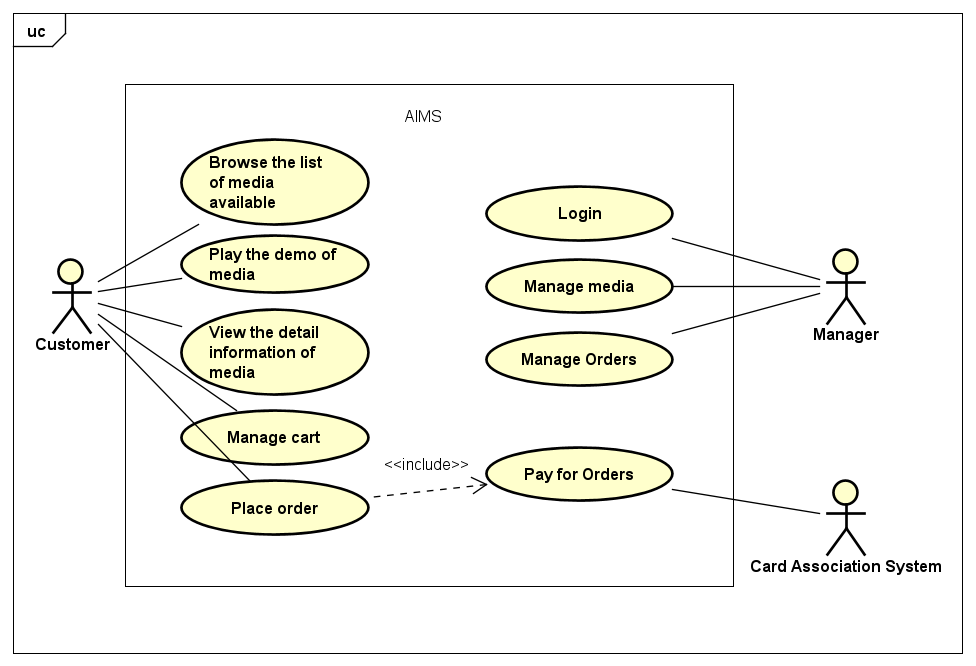 uc
AIMS
Browse the list
of media
available
Play the demo of
media
View the detail
information of
media
Manage cart
Place order
<<include>>
Login
Manage media
Manage Orders
Pay for Orders
Customer
Manager
Card Association System